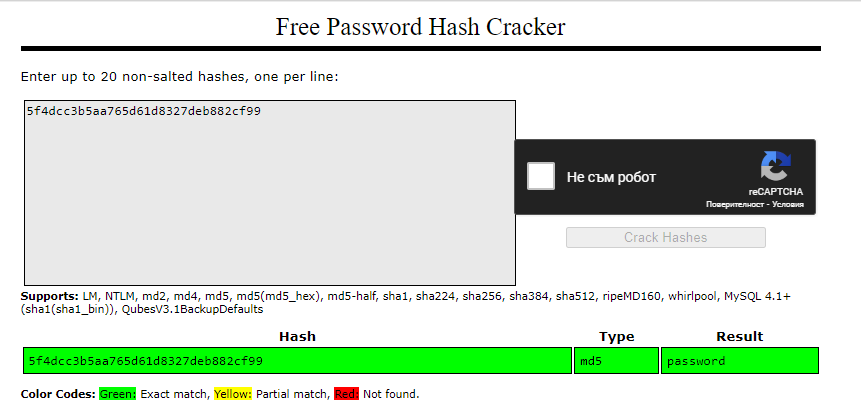 Free Password Hash Cracker
Enter up to 20 non-salted hashes, one per line:
5f4dcc3b5aa765d61d8327deb882cf99
Не съм робот
reCAPTCHA
Поверителност - Условия
Crack Hashes
Supports: LM, NTLM, md2, md4, md5, md5(md5_hex), md5-half, sha1, sha224, sha256, sha384, sha512, ripeMD160, whirlpool, MySQL 4.1+
(sha1(sha1_bin)), QubesV3.1BackupDefaults
Hash Type Result
5f4dcc3b5aa765d61d8327deb882cf99 md5 password
Color Codes: Green: Exact match, Yellow: Partial match, Red: Not found.